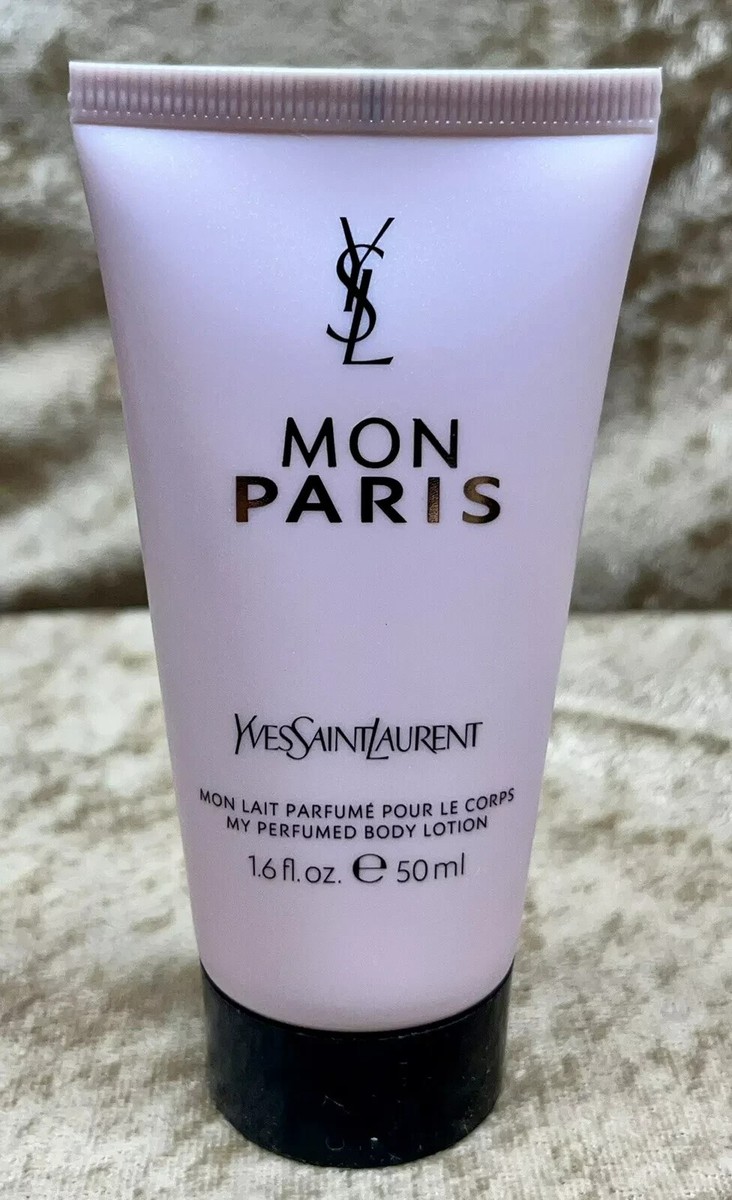 YSL
MON
PARIS
YVESSAINTLAURENT
MON LAIT PARFUMÉ POUR LE CORPS
MY PERFUMED BODY LOTION
1.6 fl. oz. e 50 ml